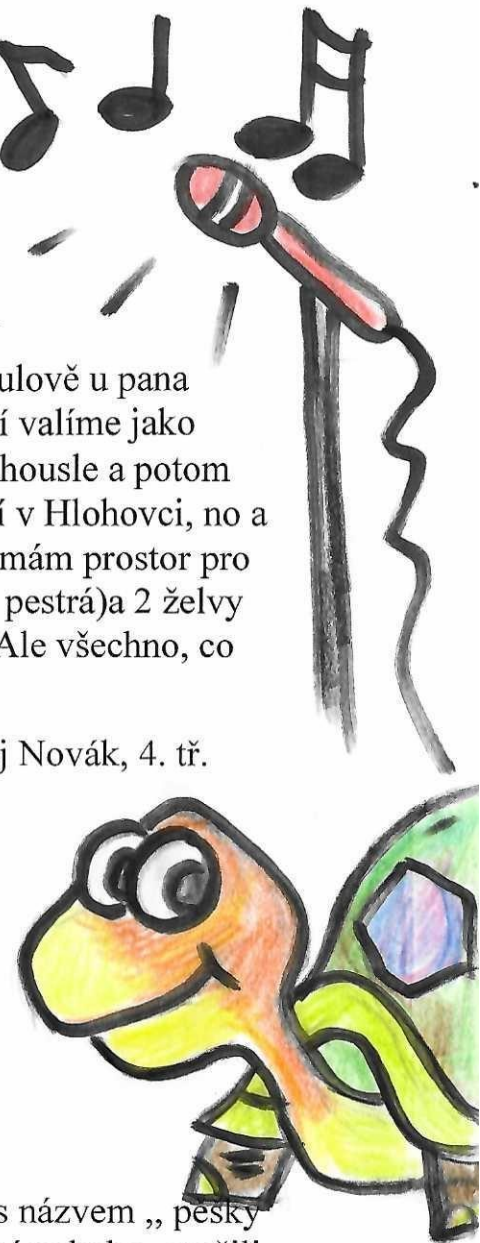 ulově u pana
í valíme jako
housle a potom
í v Hlohovci, no a
mám prostor pro
pestrá)a 2 želvy
Ale všechno, co
j Novák, 4. tř.
s názvem ,, pěšky